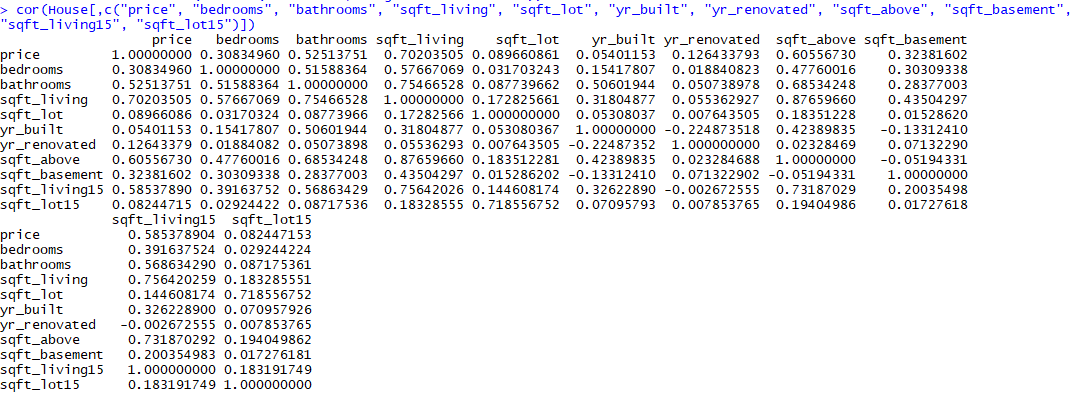 > cor(House[,c("price", "bedrooms", "bathrooms", "sqft_living", "sqft_lot", "yr_built", "yr_renovated", "sqft_above", "sqft_basement",
"sqft_living15", "sqft_lot15")])
price bedrooms bathrooms sqft_living sqft_lot yr_built yr_renovated sqft_above sqft_basement
price 1.00000000 0.30834960 0.52513751 0.70203505 0.089660861 0.05401153 0.126433793 0.60556730 0.32381602
bedrooms 0.30834960 1.00000000 0.51588364 0.57667069 0.031703243 0.15417807 0.018840823 0.47760016 0.30309338
bathrooms 0.52513751 0.51588364 1.00000000 0.75466528 0.087739662 0.50601944 0.050738978 0.68534248 0.28377003
sqft_living 0.70203505 0.57667069 0.75466528 1.00000000 0.172825661 0.31804877 0.055362927 0.87659660 0.43504297
sqft_lot 0.08966086 0.03170324 0.08773966 0.17282566 1.000000000 0.05308037 0.007643505 0.18351228 0.01528620
yr_built 0.05401153 0.15417807 0.50601944 0.31804877 0.053080367 1.00000000 -0.224873518 0.42389835 -0.13312410
yr_renovated 0.12643379 0.01884082 0.05073898 0.05536293 0.007643505 -0.22487352 1.000000000 0.02328469 0.07132290
sqft_above 0.60556730 0.47760016 0.68534248 0.87659660 0.183512281 0.42389835 0.023284688 1.00000000 -0.05194331
sqft_basement 0.32381602 0.30309338 0.28377003 0.43504297 0.015286202 -0.13312410 0.071322902 -0.05194331 1.00000000
sqft_living15 0.58537890 0.39163752 0.56863429 0.75642026 0.144608174 0.32622890 -0.002672555 0.73187029 0.20035498
sqft_lot15 0.08244715 0.02924422 0.08717536 0.18328555 0.718556752 0.07095793 0.007853765 0.19404986 0.01727618
sqft_living15 sqft_lot15
price 0.585378904 0.082447153
bedrooms 0.391637524 0.029244224
bathrooms 0.568634290 0.087175361
sqft_living 0.756420259 0.183285551
sqft_lot 0.144608174 0.718556752
yr_built 0.326228900 0.070957926
yr_renovated -0.002672555 0.007853765
sqft_above 0.731870292 0.194049862
sqft_basement 0.200354983 0.017276181
sqft_living15 1.000000000 0.183191749
sqft_lot15 0.183191749 1.000000000